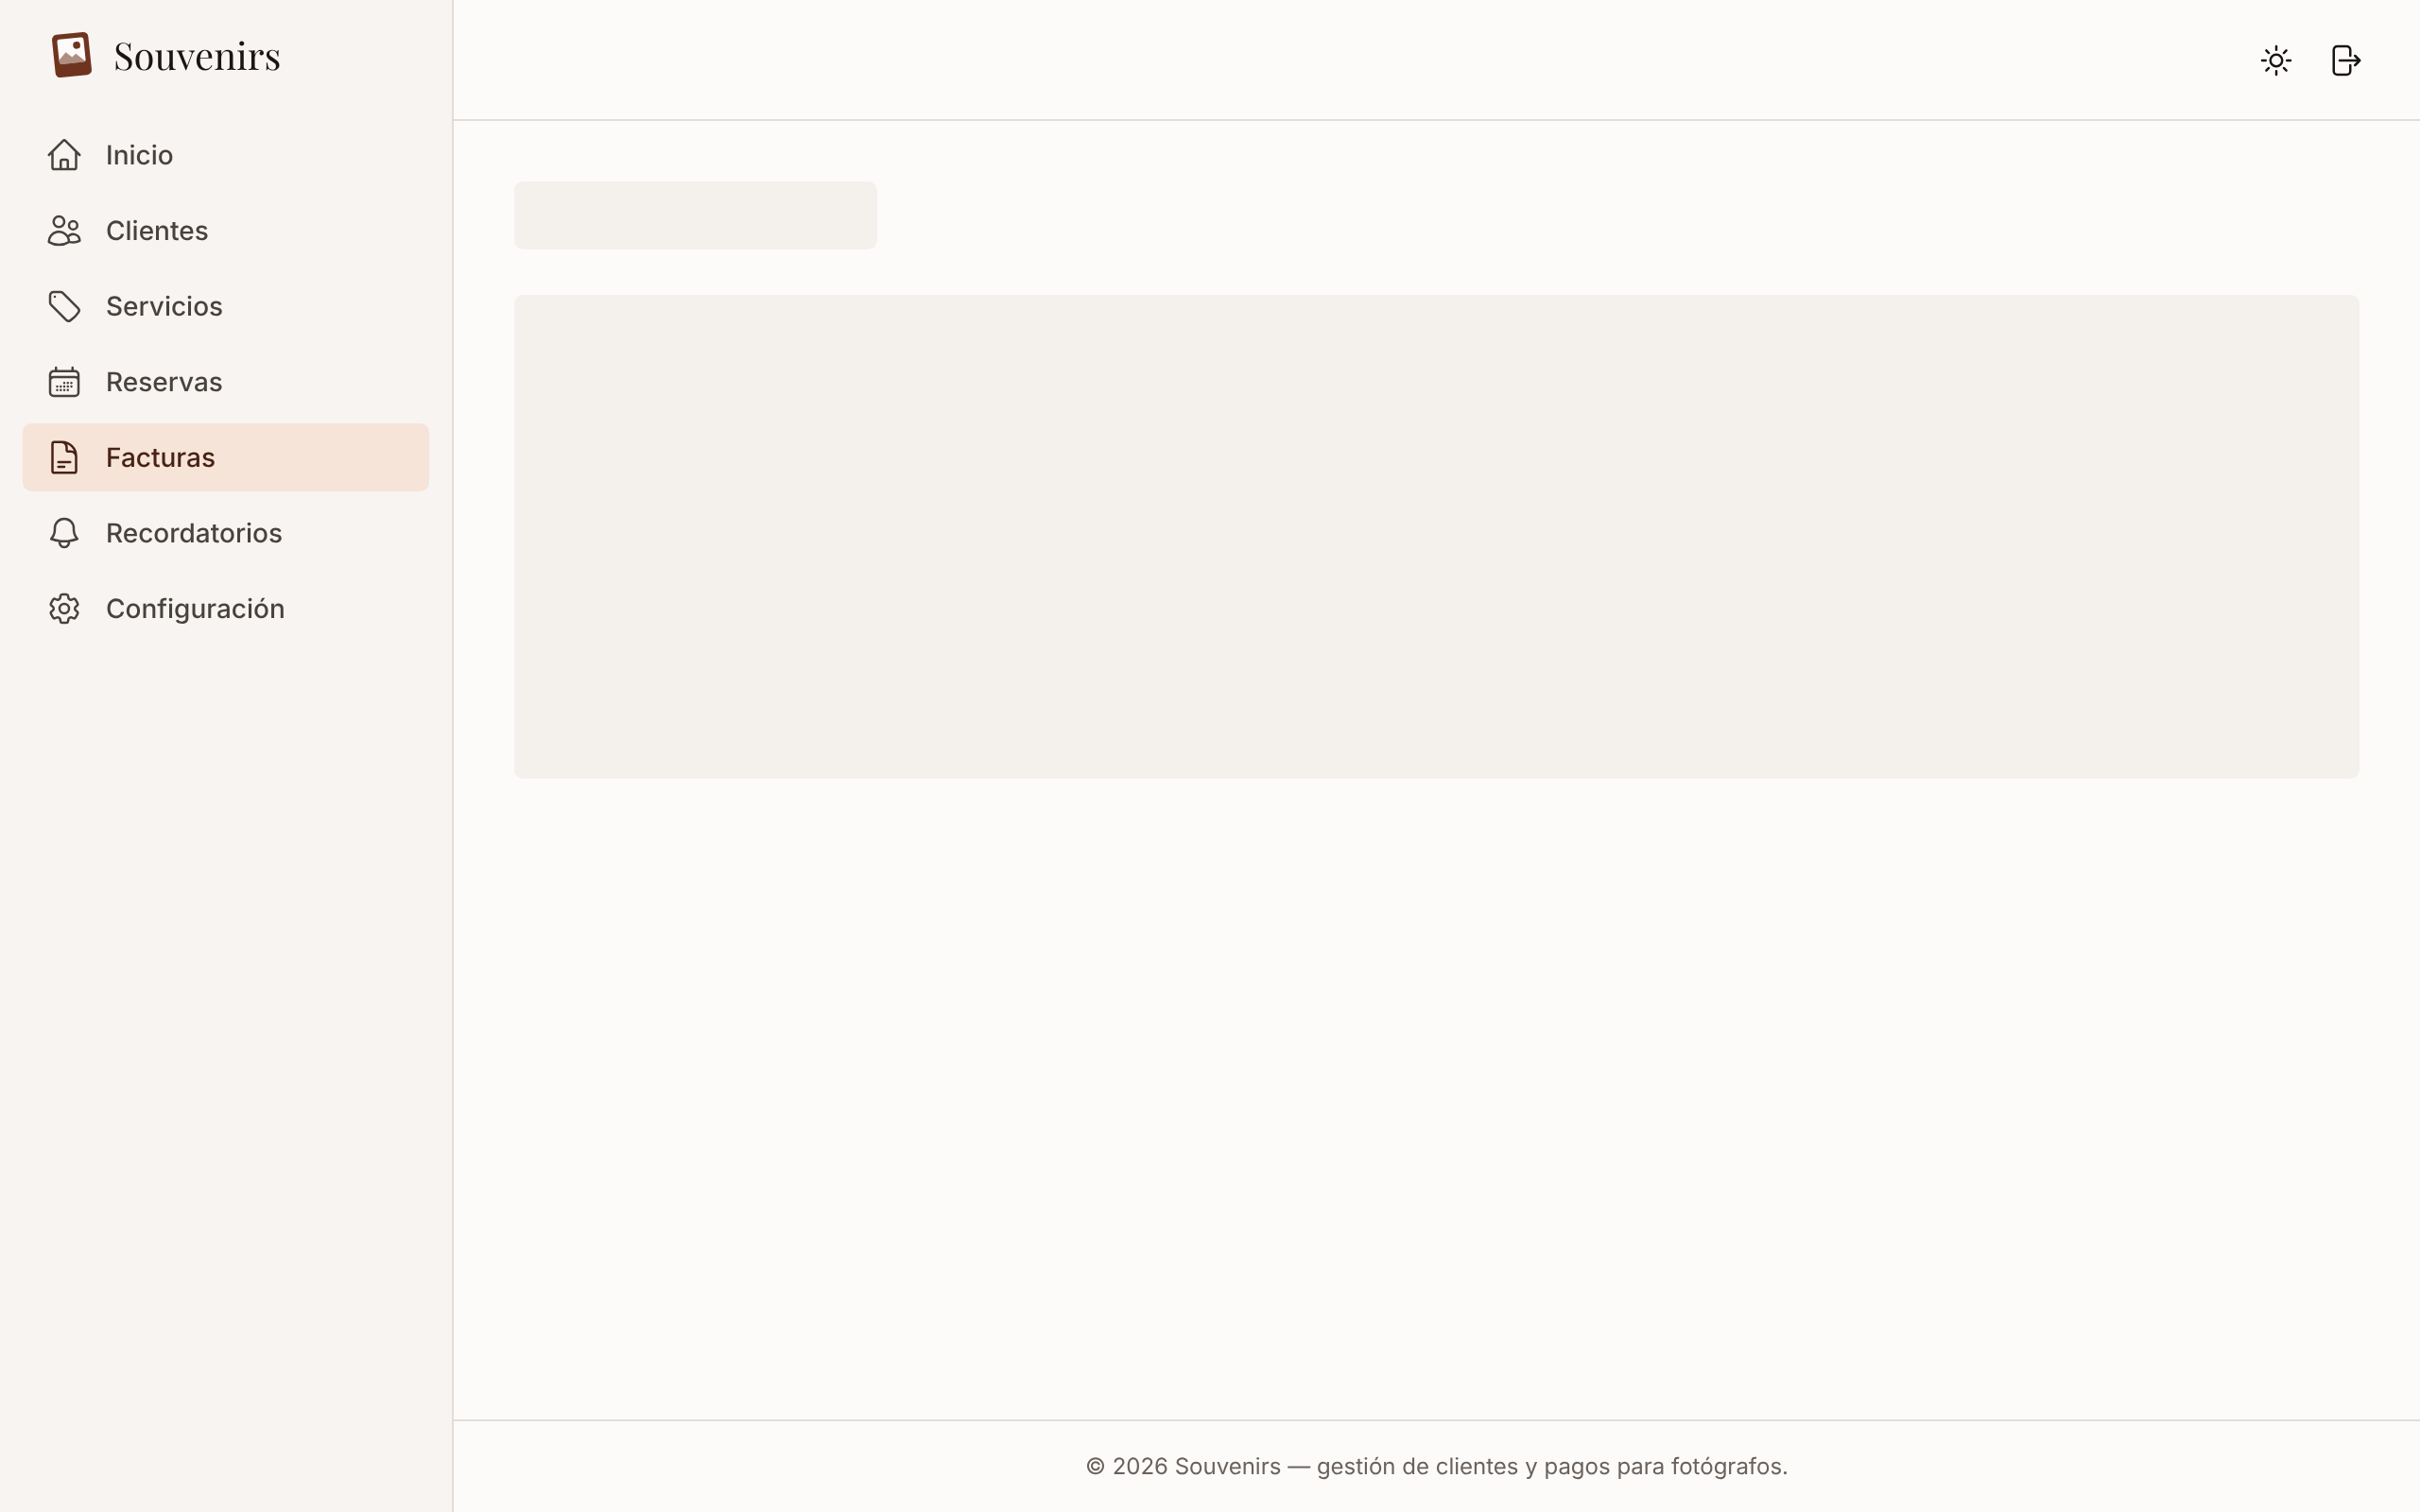 Souvenirs
Inicio
Clientes
Servicios
Reservas
Facturas
Recordatorios
Configuración
© 2026 Souvenirs — gestión de clientes y pagos para fotógrafos.